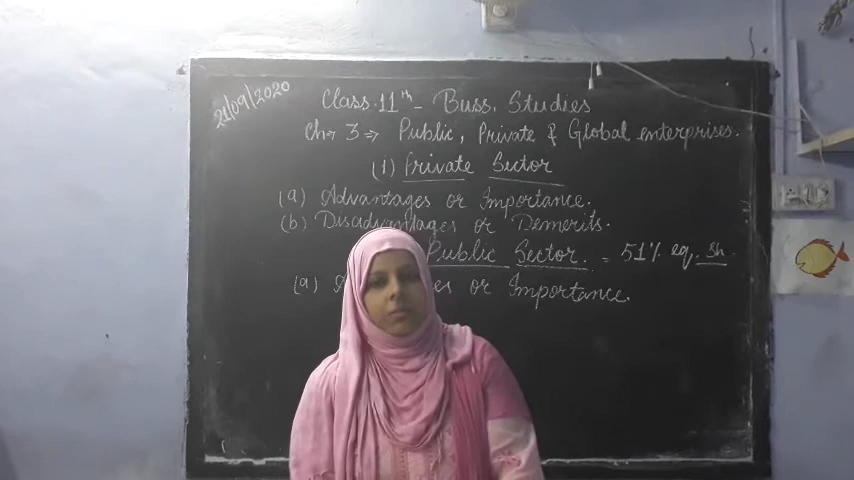 21/09/2020
Class. 11th - Buss. Studies
Ch⇒ 3 ⇒ Public, Private & Global enterprises.
(1) Private Sector
(a) Advantages or Importance.
(b) Disadvantages or Demerits.
Public Sector. = 51% eq. sh.
(a) or Importance.